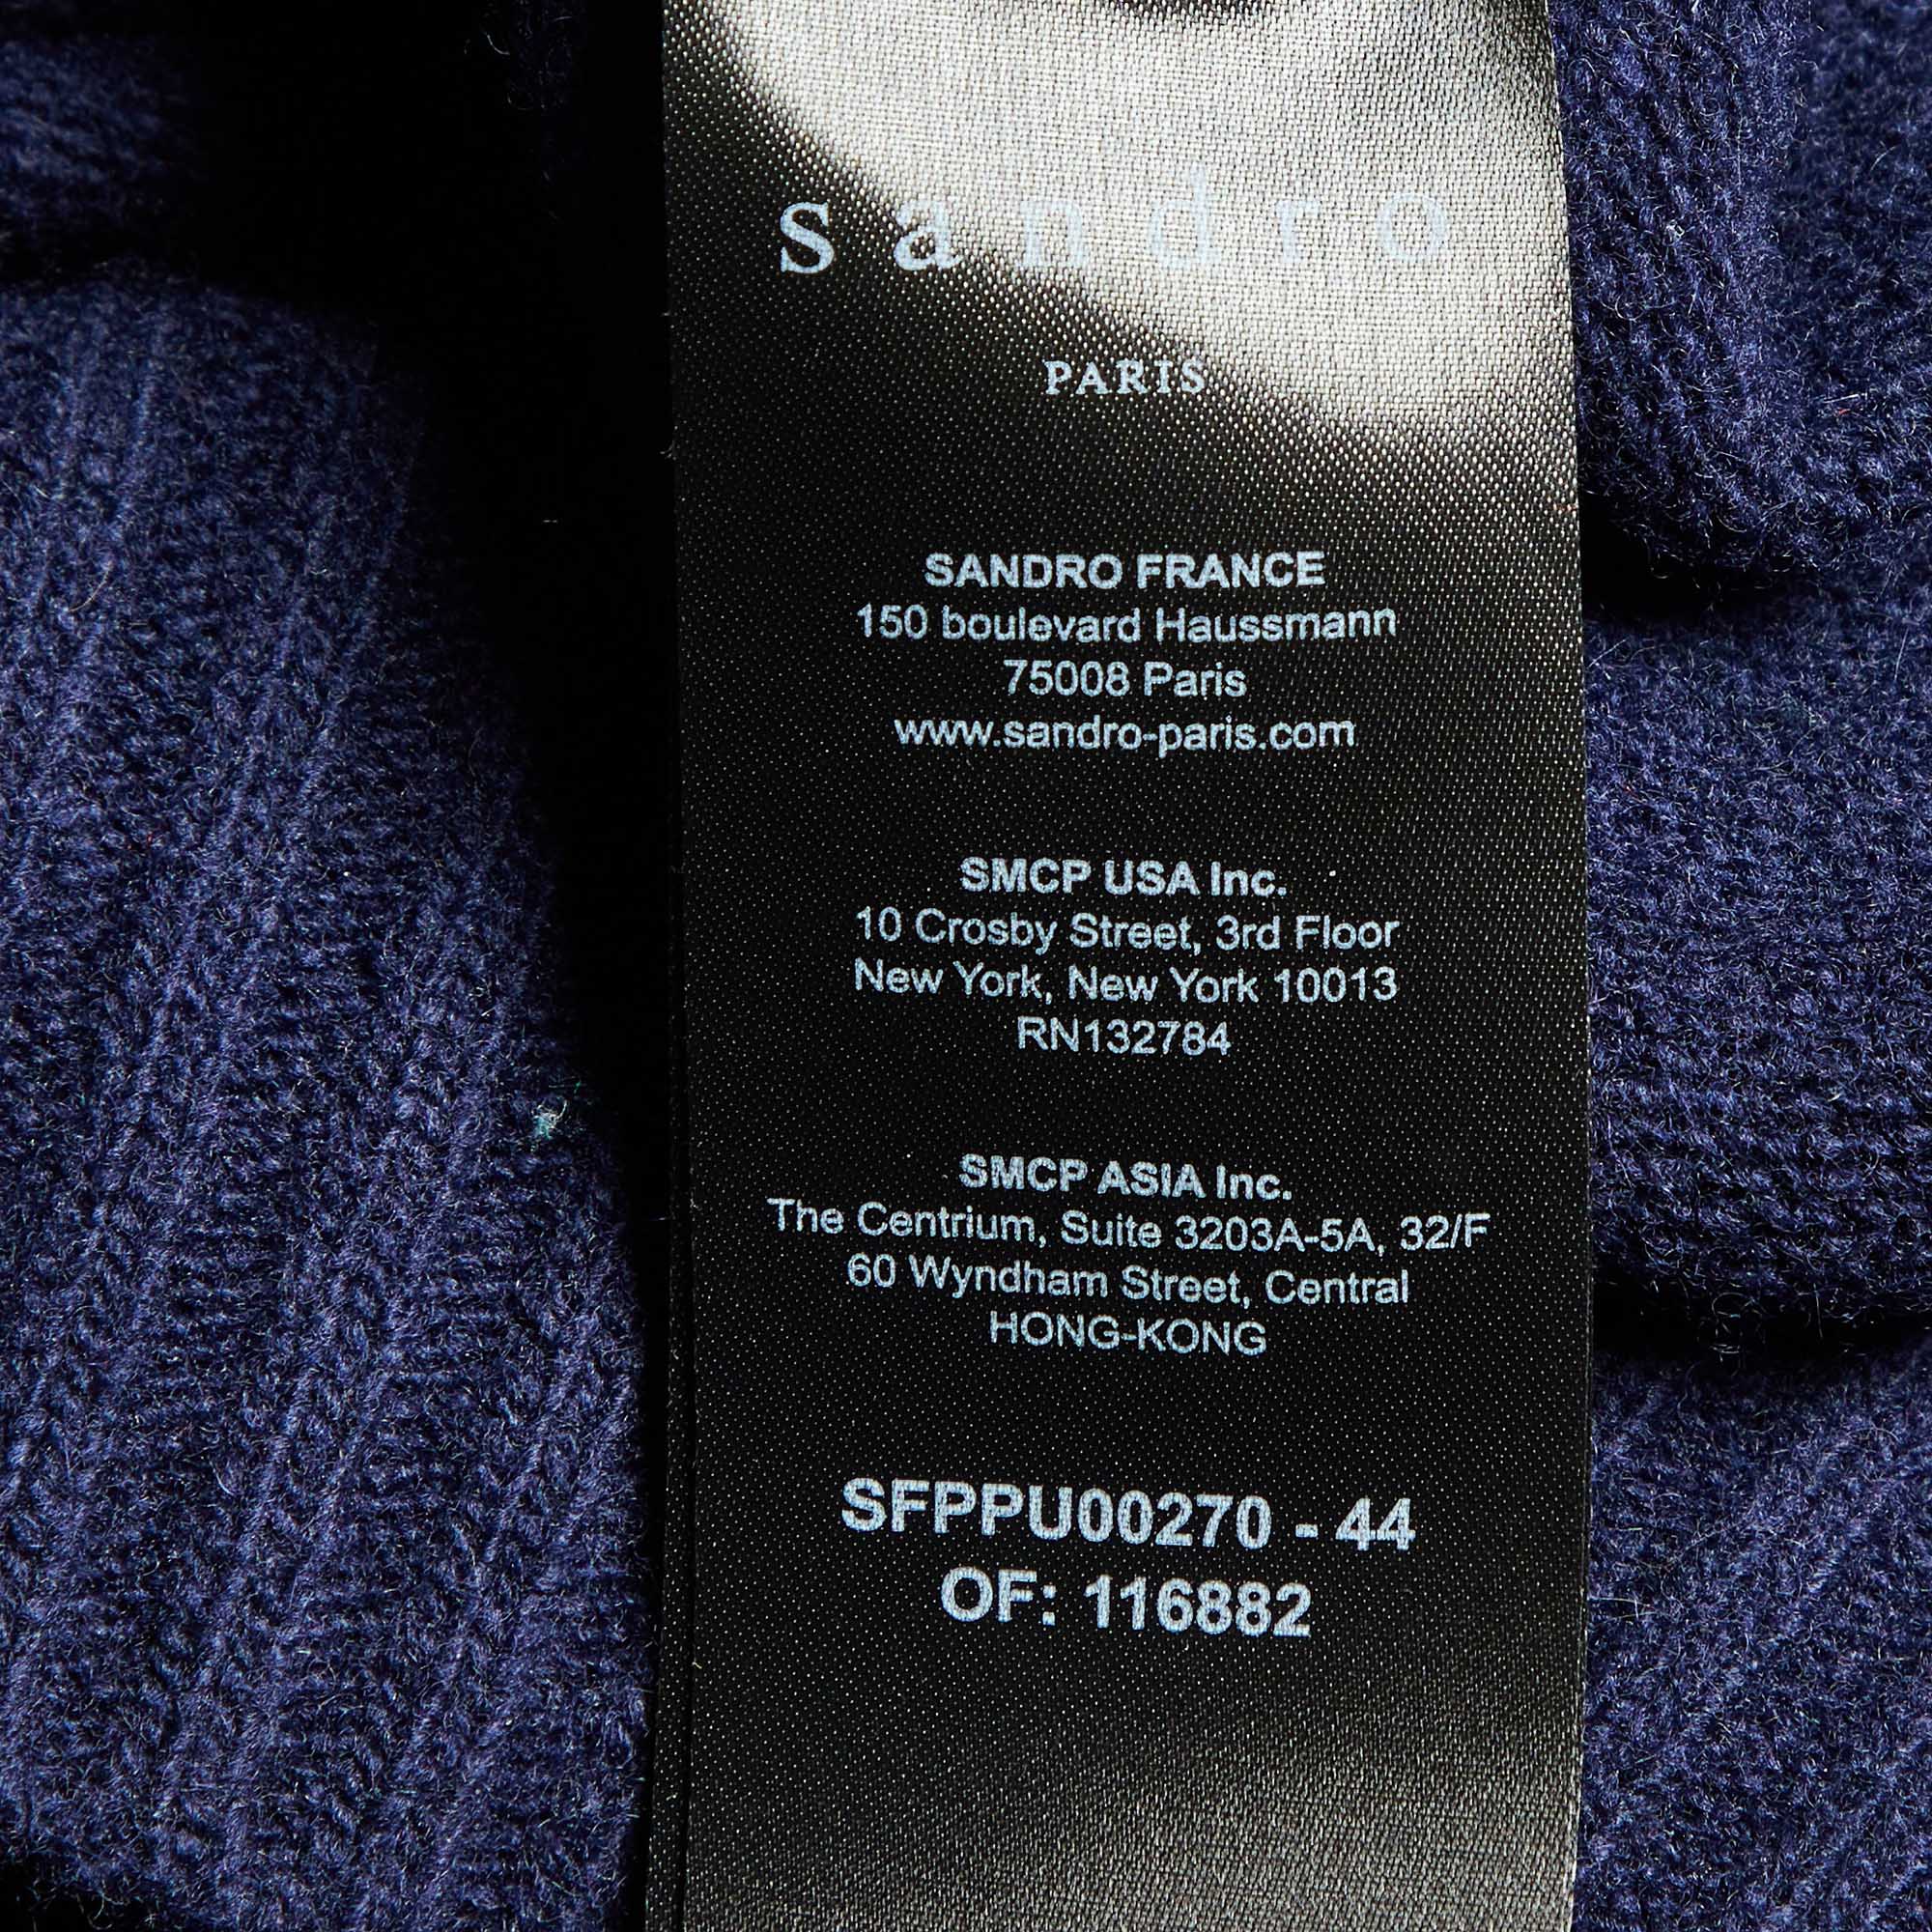 sandro
PARIS
SANDRO FRANCE
150 boulevard Haussmann
75008 Paris
www.sandro-paris.com
SMCP USA Inc.
10 Crosby Street, 3rd Floor
New York, New York 10013
RN132784
SMCP ASIA Inc.
The Centrium, Suite 3203A-5A, 32/F
60 Wyndham Street, Central
HONG-KONG
SFPPU00270 - 44
OF: 116882